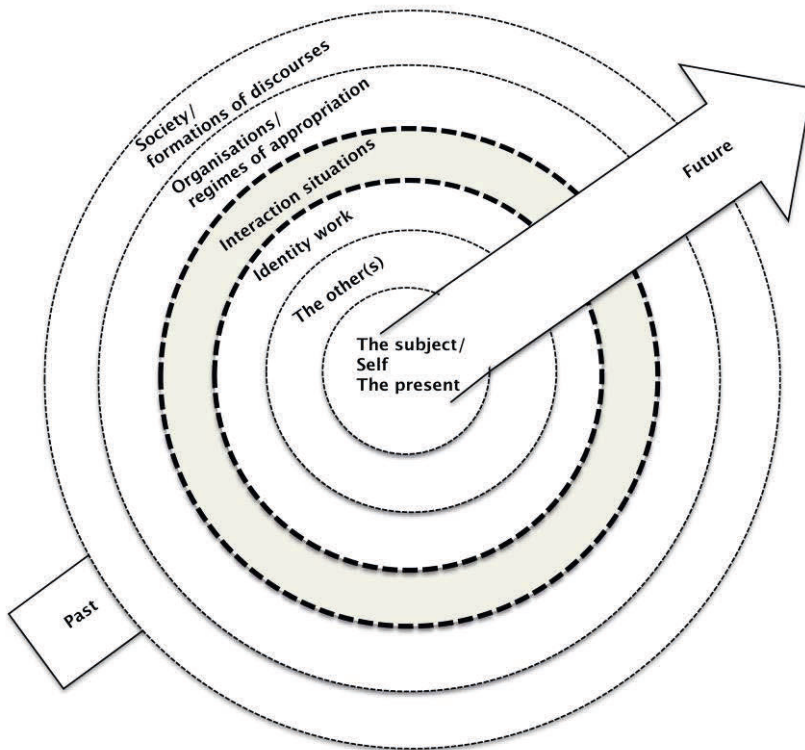 Society/
formations of discourses
Organisations/
regimes of appropriation
Interaction situations
Identity work
The other(s)
The subject/
Self
The present
Future
Past